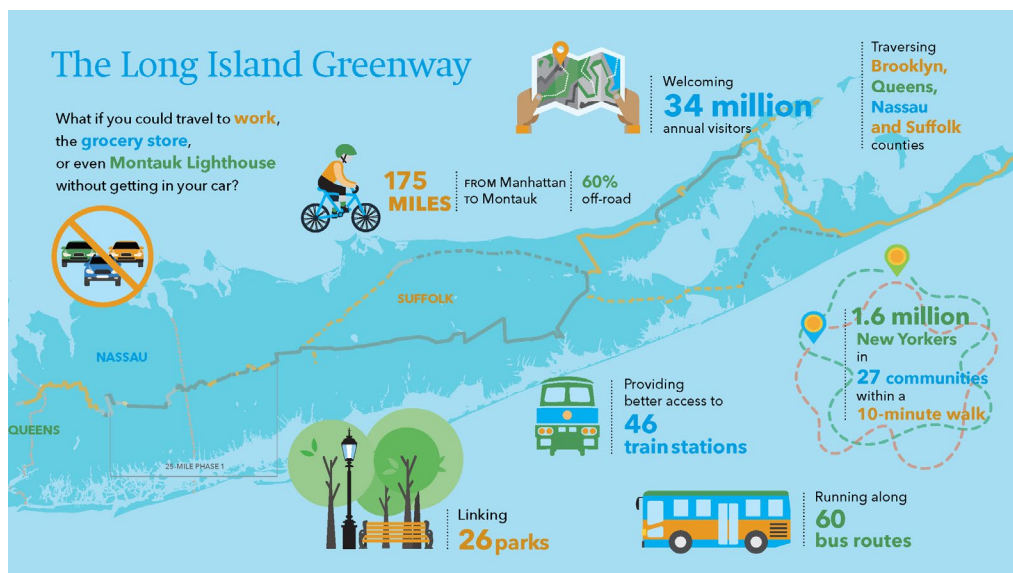 The Long Island Greenway
What if you could travel to work,
the grocery store,
or even Montauk Lighthouse
without getting in your car?
175
MILES
FROM Manhattan
TO Montauk
60%
off-road
Welcoming
34 million
annual visitors
Traversing
Brooklyn,
Queens,
Nassau
and Suffolk
counties
SUFFOLK
NASSAU
QUEENS
25-MILE PHASE 1
1.6 million
New Yorkers
in
27 communities
within a
10-minute walk
Providing
better access to
46
train stations
Linking
26 parks
Running along
60
bus routes